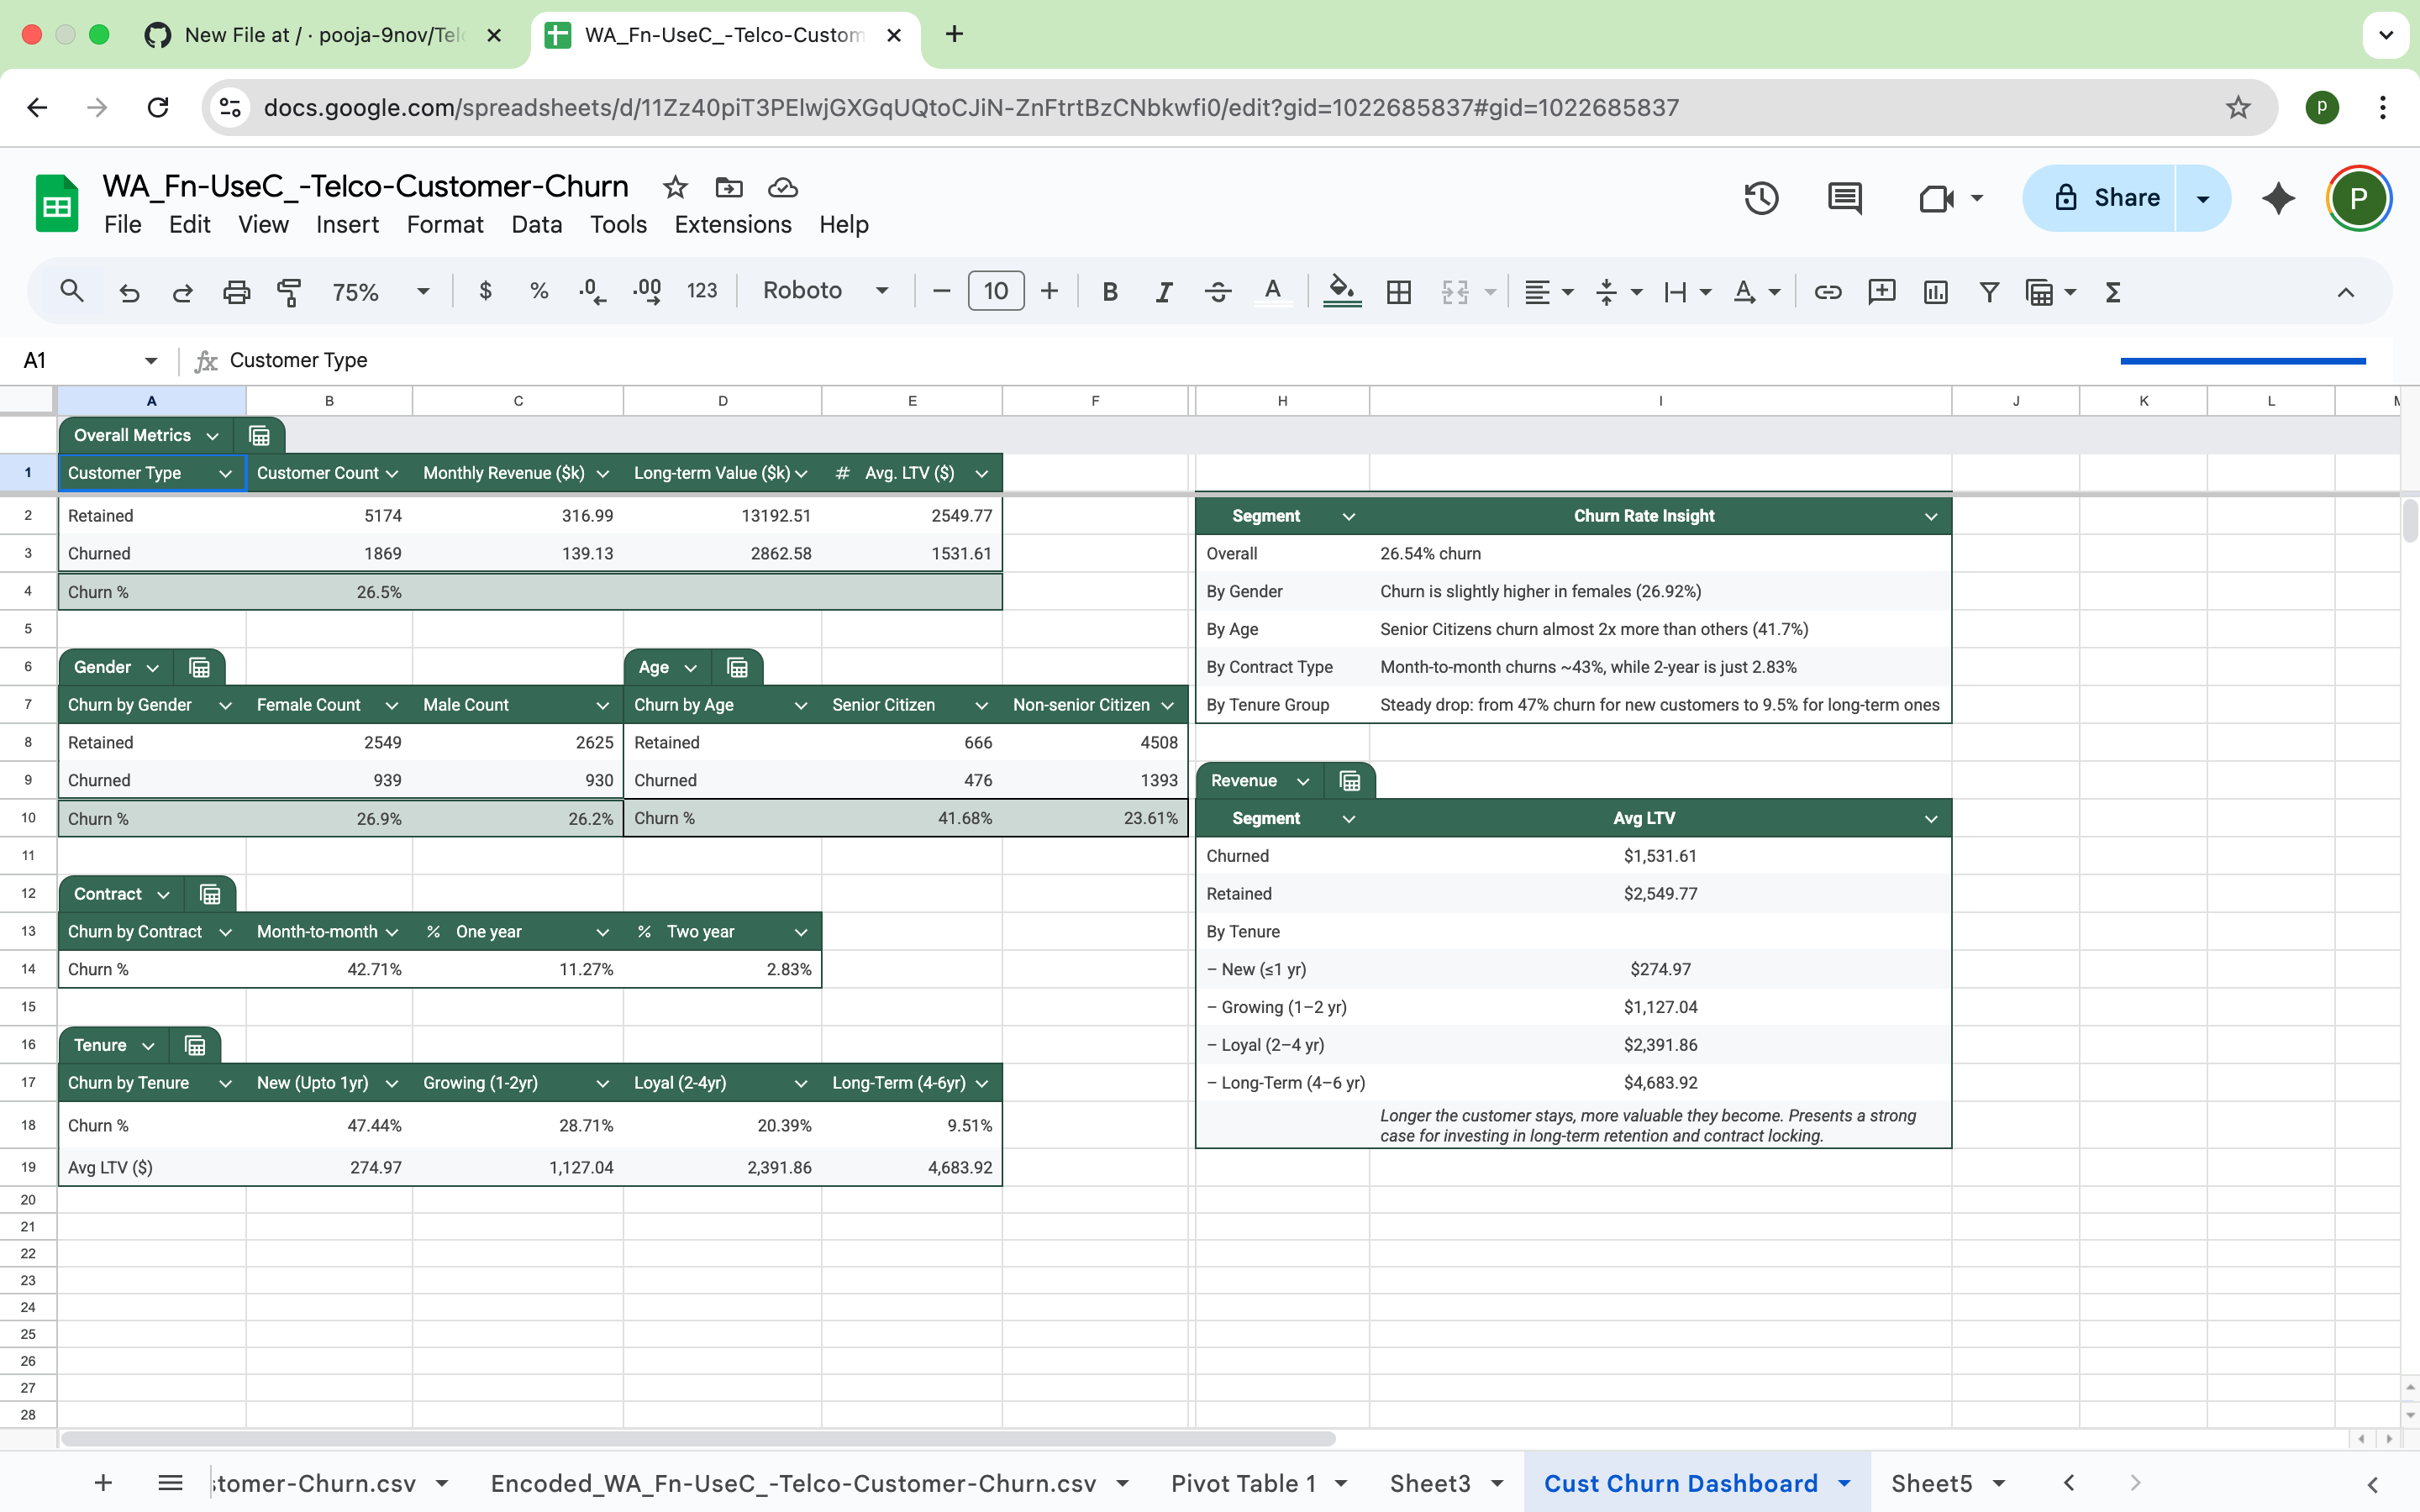 New File at / · pooja-9nov/Tel
WA_Fn-UseC_-Telco-Custom
docs.google.com/spreadsheets/d/11Zz40piT3PElwjGXGqUQtoCJiN-ZnFtrtBzCNbkwfi0/edit?gid=1022685837#gid=1022685837
p
WA_Fn-UseC_-Telco-Customer-Churn
File Edit View Insert Format Data Tools Extensions Help
Share
P
75% $ % .0 .00 123 Roboto 10 B I S A Σ
A1 fx Customer Type
A B C D E F H I J K L
Overall Metrics
1 Customer Type Customer Count Monthly Revenue ($k) Long-term Value ($k) # Avg. LTV ($)
2 Retained 5174 316.99 13192.51 2549.77 Segment Churn Rate Insight
3 Churned 1869 139.13 2862.58 1531.61 Overall 26.54% churn
4 Churn % 26.5% By Gender Churn is slightly higher in females (26.92%)
5 By Age Senior Citizens churn almost 2x more than others (41.7%)
6 Gender Age By Contract Type Month-to-month churns ~43%, while 2-year is just 2.83%
7 Churn by Gender Female Count Male Count Churn by Age Senior Citizen Non-senior Citizen By Tenure Group Steady drop: from 47% churn for new customers to 9.5% for long-term ones
8 Retained 2549 2625 Retained 666 4508
9 Churned 939 930 Churned 476 1393 Revenue
10 Churn % 26.9% 26.2% Churn % 41.68% 23.61% Segment Avg LTV
11 Churned $1,531.61
12 Contract Retained $2,549.77
13 Churn by Contract Month-to-month % One year % Two year By Tenure
14 Churn % 42.71% 11.27% 2.83% – New (≤1 yr) $274.97
15 – Growing (1–2 yr) $1,127.04
16 Tenure – Loyal (2–4 yr) $2,391.86
17 Churn by Tenure New (Upto 1yr) Growing (1-2yr) Loyal (2-4yr) Long-Term (4-6yr) – Long-Term (4–6 yr) $4,683.92
18 Churn % 47.44% 28.71% 20.39% 9.51% Longer the customer stays, more valuable they become. Presents a strong
case for investing in long-term retention and contract locking.
19 Avg LTV ($) 274.97 1,127.04 2,391.86 4,683.92
20
21
22
23
24
25
26
27
28
stomer-Churn.csv Encoded_WA_Fn-UseC_-Telco-Customer-Churn.csv Pivot Table 1 Sheet3 Cust Churn Dashboard Sheet5